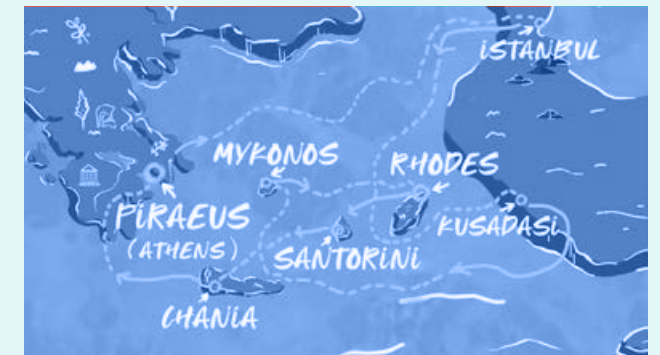 iSTANBUL
MYKONOS
RHODES
PiRAEUS
(ATHENS)
KUSADASi
SANTORiNi
CHANiA